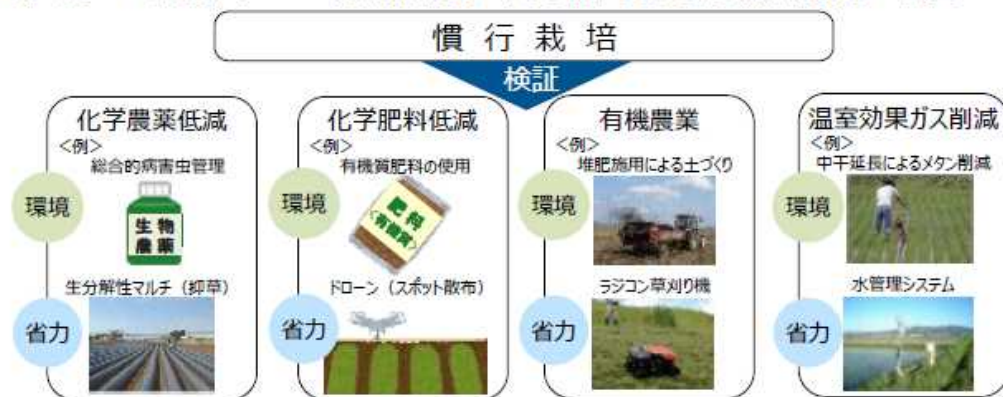 慣行栽培
検証
化学農薬低減
<例>
総合的病害虫管理
環境
生物
農薬
生分解性マルチ（抑草）
省力
化学肥料低減
<例>
有機質肥料の使用
環境
肥料
<有機質>
ドローン（スポット散布）
省力
有機農業
<例>
堆肥施用による土づくり
環境
ラジコン草刈り機
省力
温室効果ガス削減
<例>
中干延長によるメタン削減
環境
水管理システム
省力